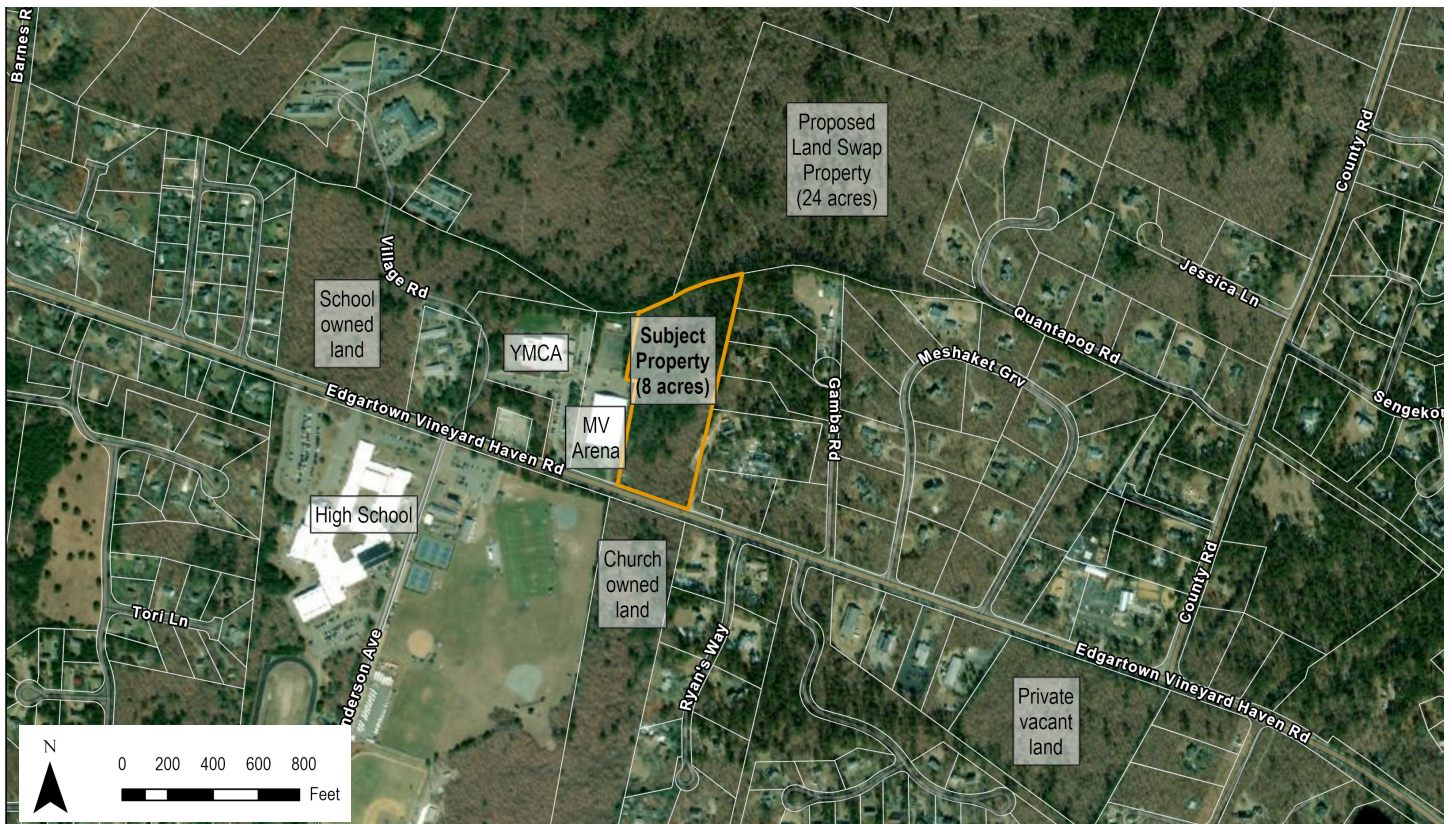 Barnes R
County Rd
Proposed
Land Swap
Property
(24 acres)
Village Rd
Jessica Ln
School
owned
land
YMCA
Subject
Property
(8 acres)
Quantapog Rd
Meshaket Grv
Gamba Rd
Sengekon
Edgartown Vineyard Haven Rd
MV
Arena
High School
Church
owned
land
County Rd
Tori Ln
nderson Ave
Ryan's Way
Edgartown Vineyard Haven Rd
Private
vacant
land
N
0 200 400 600 800
Feet